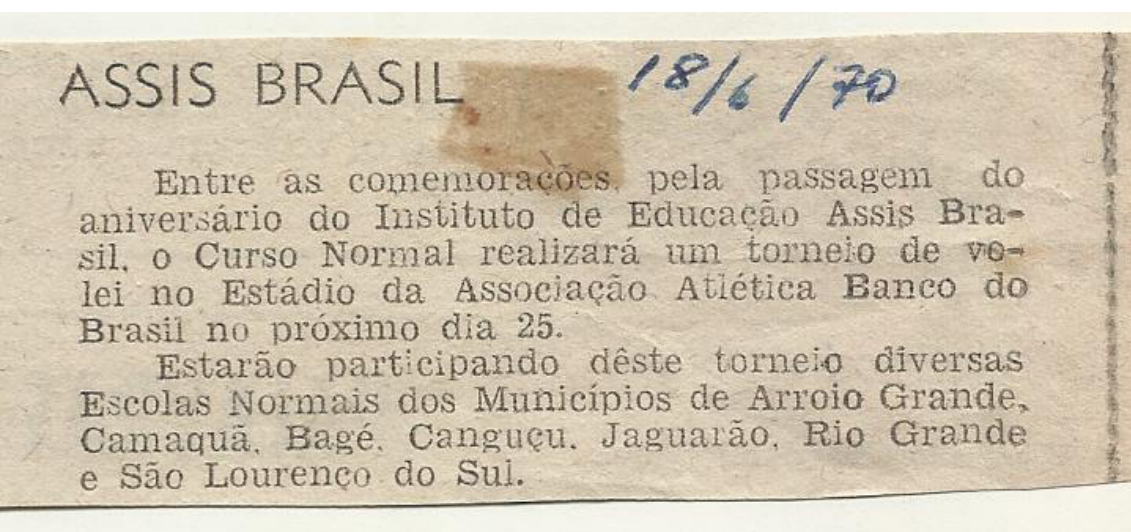 ASSIS BRASIL 18/6/70
Entre as comemorações, pela passagem do
aniversário do Instituto de Educação Assis Bra-
sil, o Curso Normal realizará um torneio de vo-
lei no Estádio da Associação Atlética Banco do
Brasil no próximo dia 25.
Estarão participando dêste torneio diversas
Escolas Normais dos Municípios de Arroio Grande,
Camaquã, Bagé, Canguçu, Jaguarão, Rio Grande
e São Lourenço do Sul.